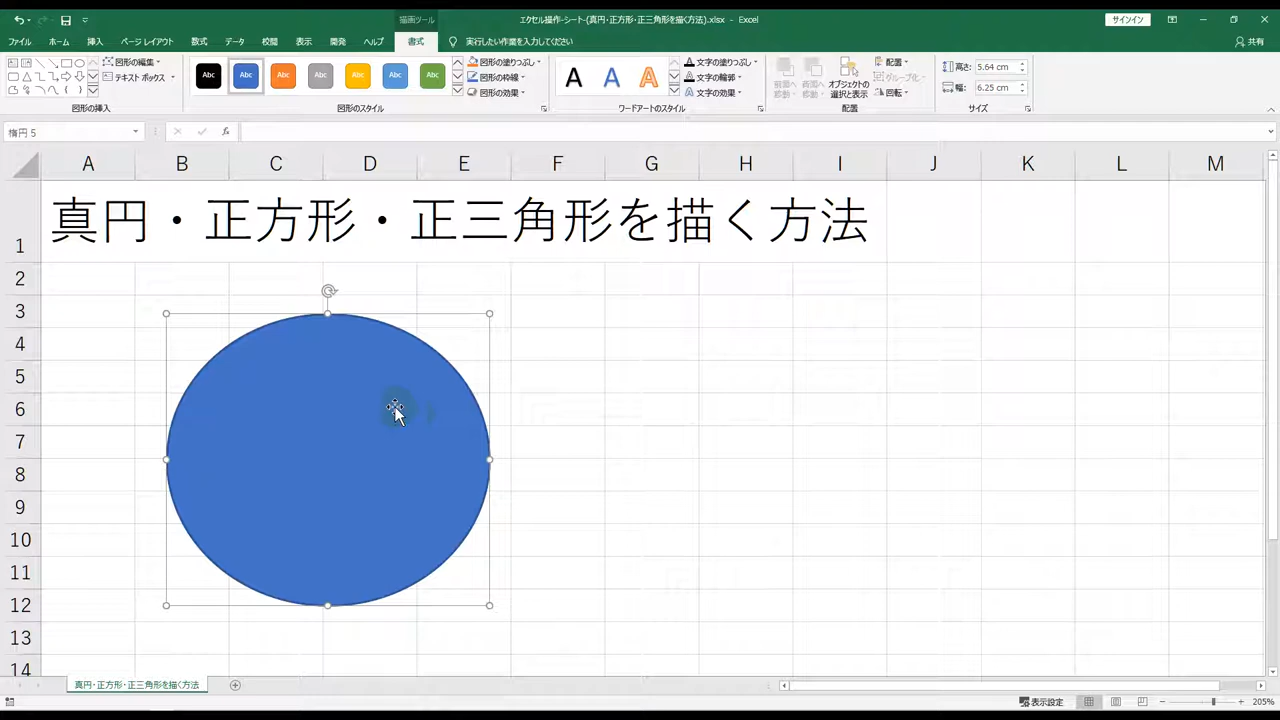 描画ツール
エクセル操作-シート-(真円・正方形・正三角形を描く方法).xlsx - Excel
サインイン
ファイル ホーム 挿入 ページ レイアウト 数式 データ 校閲 表示 開発 ヘルプ 書式 実行したい作業を入力してください 共有
図形の編集
テキスト ボックス
図形の挿入
Abc Abc Abc Abc Abc Abc Abc
図形の塗りつぶし
図形の枠線
図形の効果
図形のスタイル
A A A
文字の塗りつぶし
文字の輪郭
文字の効果
ワードアートのスタイル
前面へ移動
背面へ移動
オブジェクトの選択と表示
配置
グループ化
回転
配置
高さ: 5.64 cm
幅: 6.25 cm
サイズ
楕円 5
fx
A B C D E F G H I J K L M
1 真円・正方形・正三角形を描く方法
2
3
4
5
6
7
8
9
10
11
12
13
14
真円・正方形・正三角形を描く方法
表示設定
205%